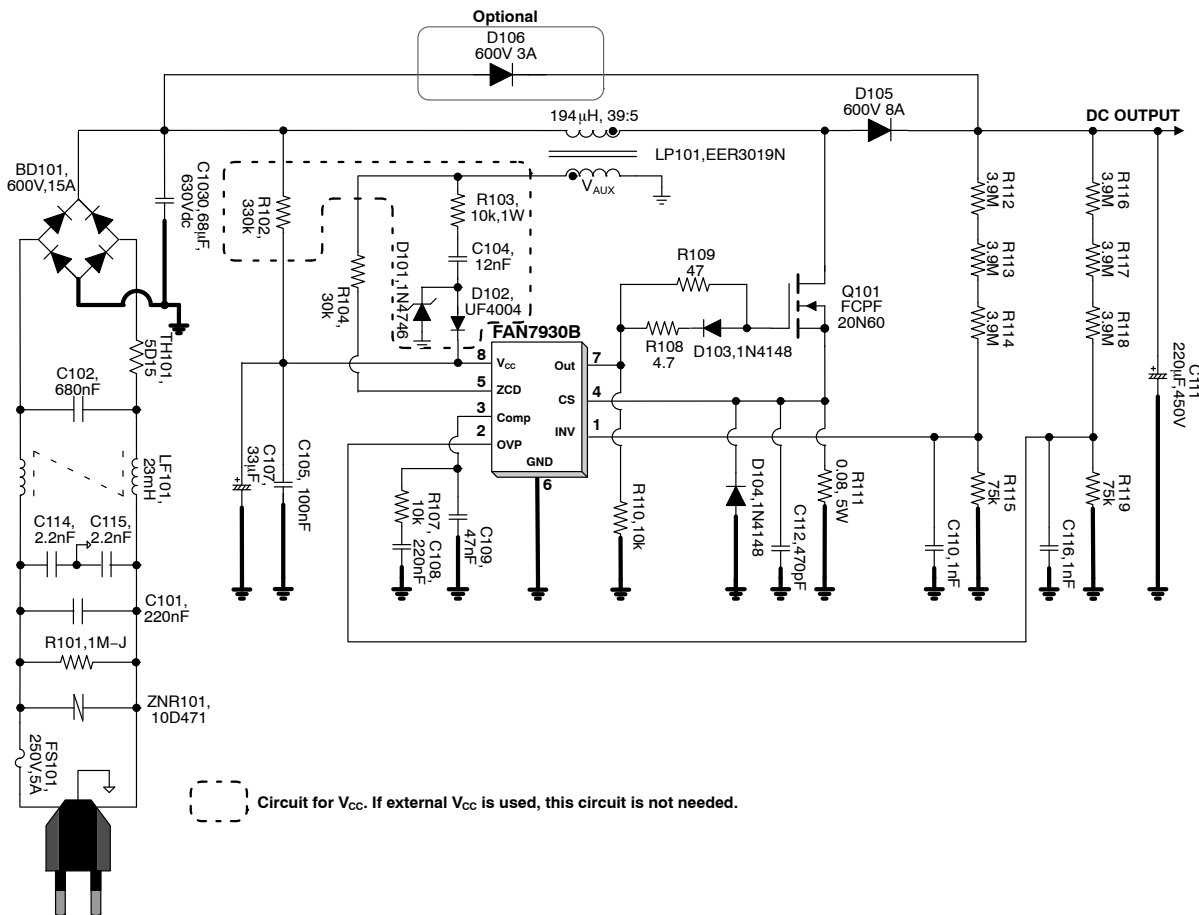 Optional
D106
600V 3A
194μH, 39:5
D105
600V 8A
DC OUTPUT
LP101,EER3019N
V_AUX
BD101,
600V,15A
C1030,68μF,
630Vdc
R102,
330k
R103,
10k,1W
C104,
12nF
D101,1N4746
D102,
UF4004
R104,
30k
R109
47
R108
4.7
D103,1N4148
Q101
FCPF
20N60
R112
3.9M
R113
3.9M
R114
3.9M
R116
3.9M
R117
3.9M
R118
3.9M
C111
220μF,450V
FAN7930B
8
V_CC
5
ZCD
3
Comp
2
OVP
GND
6
Out
7
CS
4
INV
1
TH101,
5D15
C102,
680nF
LF101,
23mH
C114,
2.2nF
C115,
2.2nF
C101,
220nF
R101,1M–J
ZNR101,
10D471
FS101,
250V,5A
C107,
33μF
C105, 100nF
R107,
10k
C108,
220nF
C109,
47nF
R110,10k
D104,1N4148
C112,470pF
R111
0.08, 5W
C110,1nF
R115
75k
C116,1nF
R119
75k
Circuit for V_CC. If external V_CC is used, this circuit is not needed.